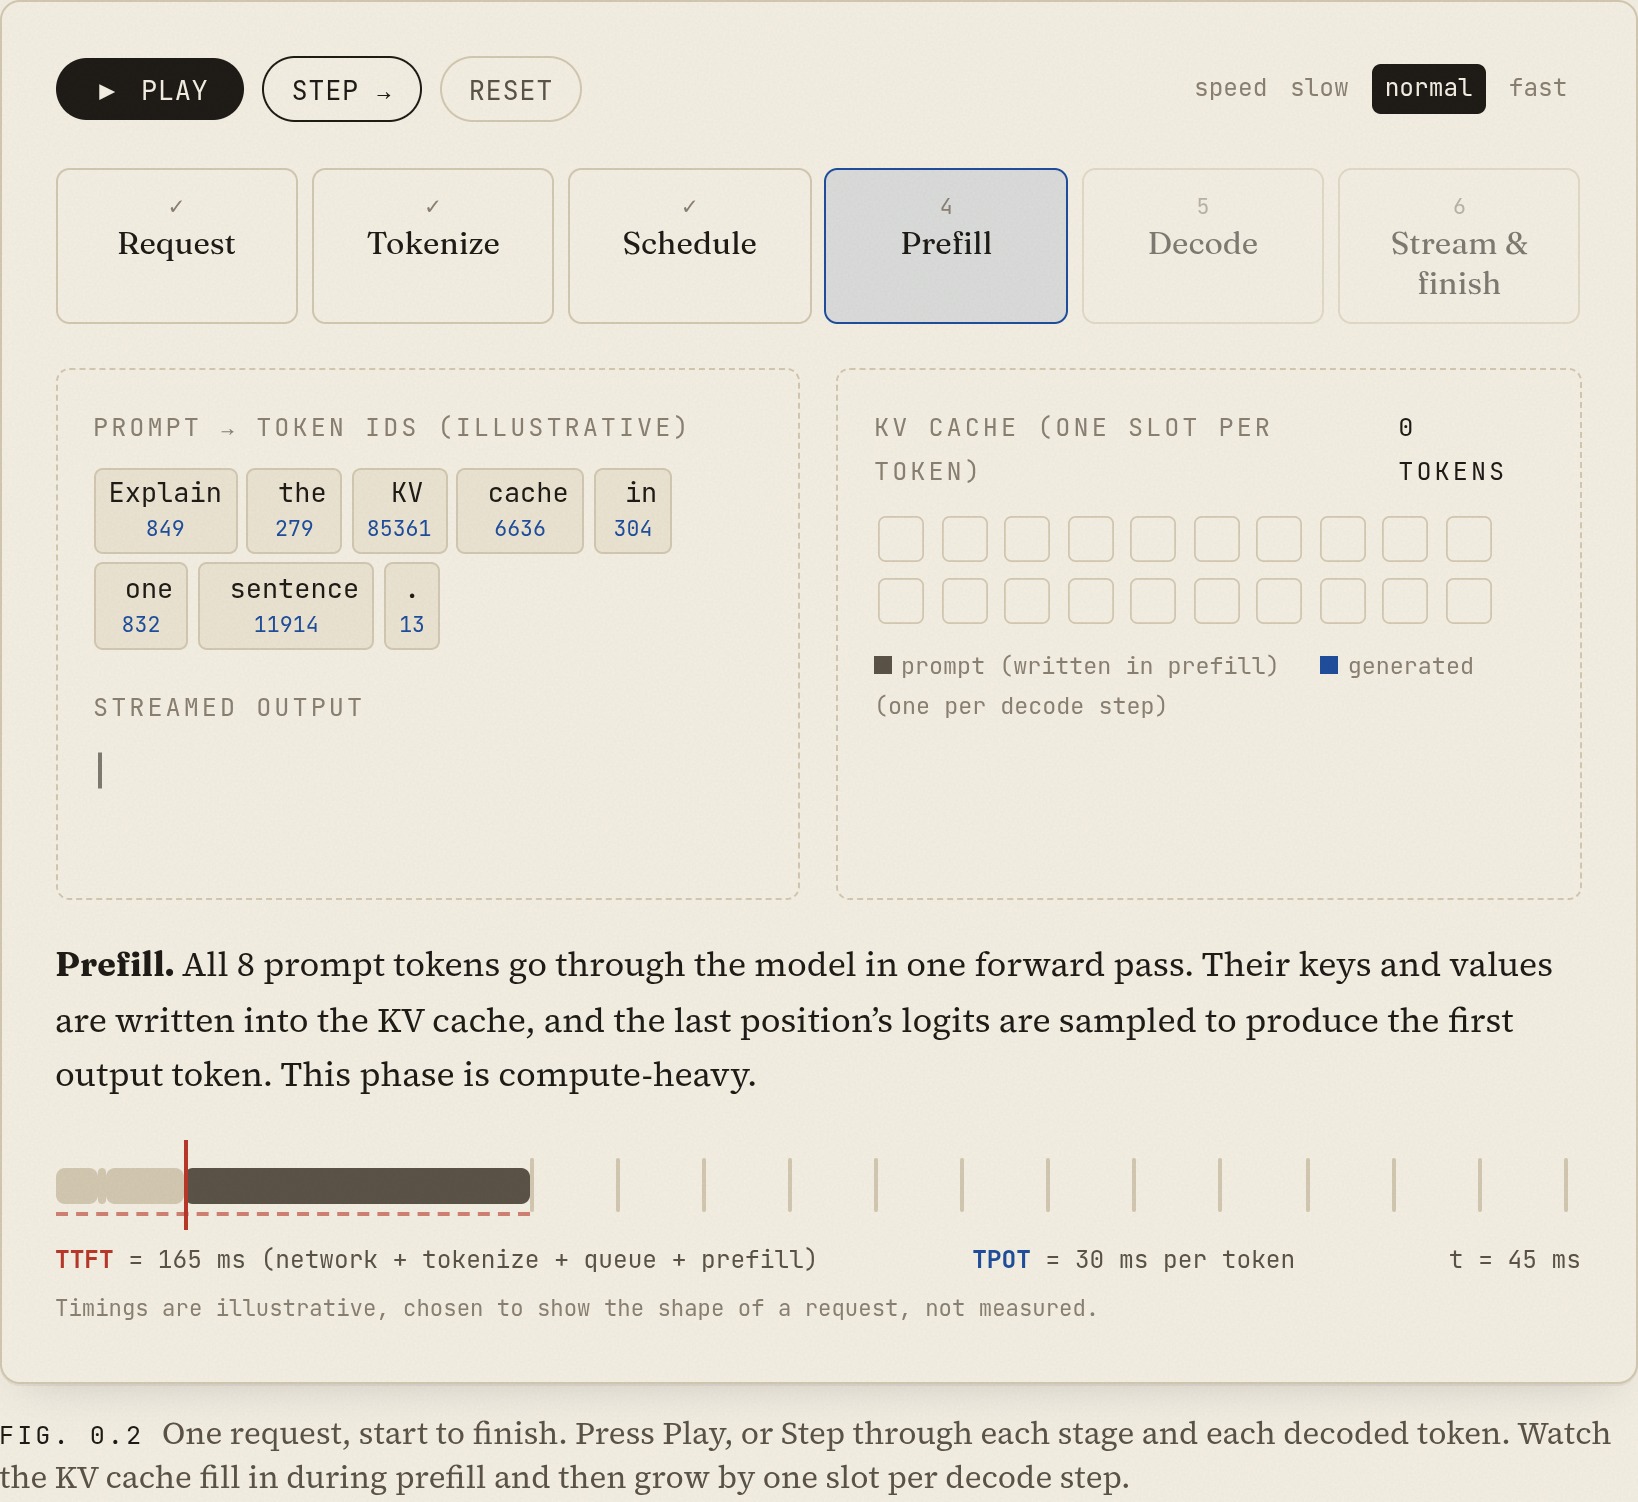 ▶ PLAY STEP → RESET speed slow normal fast
✓ ✓ ✓ 4 5 6
Request Tokenize Schedule Prefill Decode Stream &
finish
PROMPT → TOKEN IDS (ILLUSTRATIVE)
Explain the KV cache in
849 279 85361 6636 304
one sentence .
832 11914 13
STREAMED OUTPUT
KV CACHE (ONE SLOT PER 0
TOKEN) TOKENS
prompt (written in prefill) generated
(one per decode step)
Prefill. All 8 prompt tokens go through the model in one forward pass. Their keys and values
are written into the KV cache, and the last position’s logits are sampled to produce the first
output token. This phase is compute-heavy.
TTFT = 165 ms (network + tokenize + queue + prefill) TPOT = 30 ms per token t = 45 ms
Timings are illustrative, chosen to show the shape of a request, not measured.
FIG. 0.2 One request, start to finish. Press Play, or Step through each stage and each decoded token. Watch
the KV cache fill in during prefill and then grow by one slot per decode step.